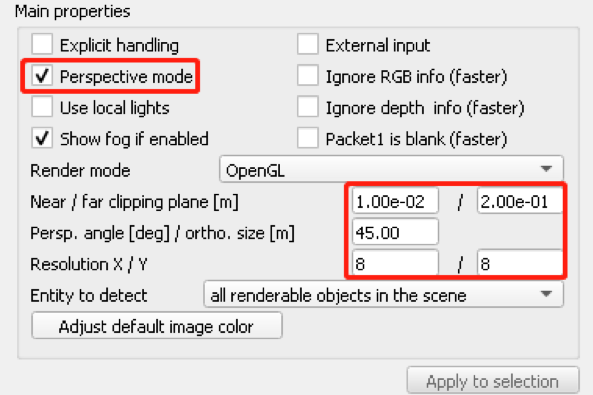 Main properties
Explicit handling External input
Perspective mode Ignore RGB info (faster)
Use local lights Ignore depth info (faster)
Show fog if enabled Packet1 is blank (faster)
Render mode OpenGL
Near / far clipping plane [m] 1.00e-02 / 2.00e-01
Persp. angle [deg] / ortho. size [m] 45.00
Resolution X / Y 8 / 8
Entity to detect all renderable objects in the scene
Adjust default image color
Apply to selection